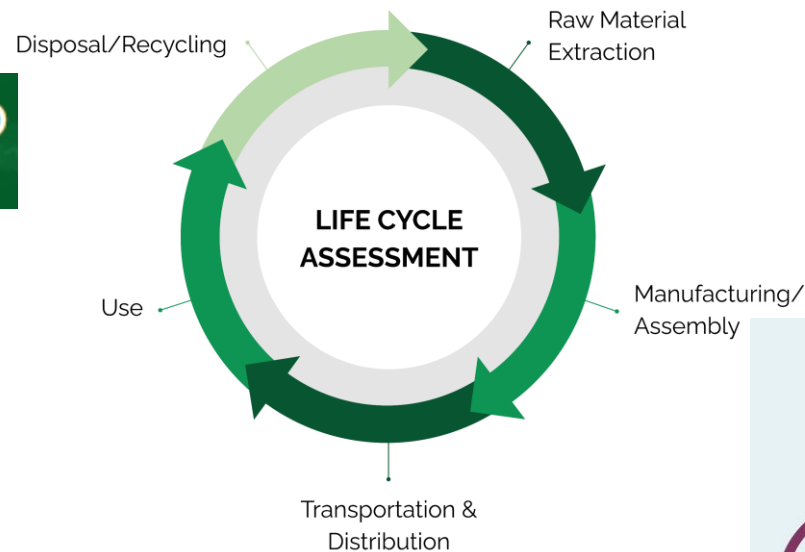 Disposal/Recycling
Raw Material
Extraction
LIFE CYCLE
ASSESSMENT
Use
Manufacturing/
Assembly
Transportation &
Distribution